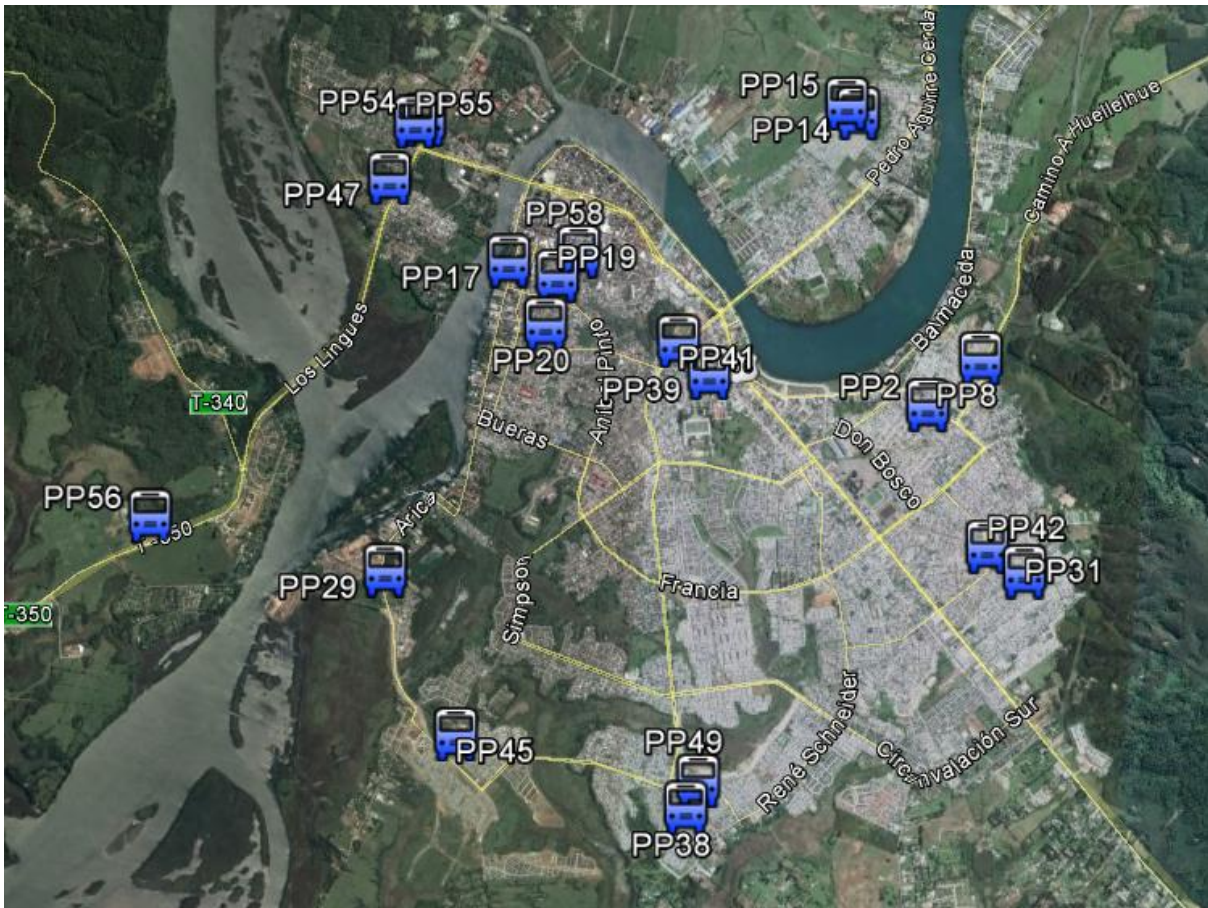 PP54
PP55
PP15
PP14
PP47
Pedro Aguirre Cerda
Camino A Huellelhue
PP58
PP17
PP19
PP20
Aníbal Pinto
PP39
PP41
PP2
PP8
Balmaceda
Don Bosco
Los Lingues
T-340
Bueras
Arica
PP56
T-350
T-350
PP29
PP42
PP31
Francia
Simpson
PP45
PP49
PP38
René Schneider
Circunvalación Sur